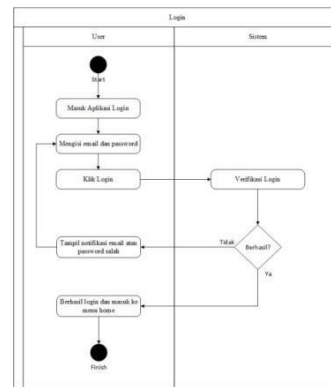 Login
User
Sistem
Start
Masuk Aplikasi Login
Mengisi email dan password
Klik Login
Verifikasi Login
Tampil notifikasi email atau
password salah
Tidak
Berhasil?
Ya
Berhasil login dan masuk ke
menu home
Finish